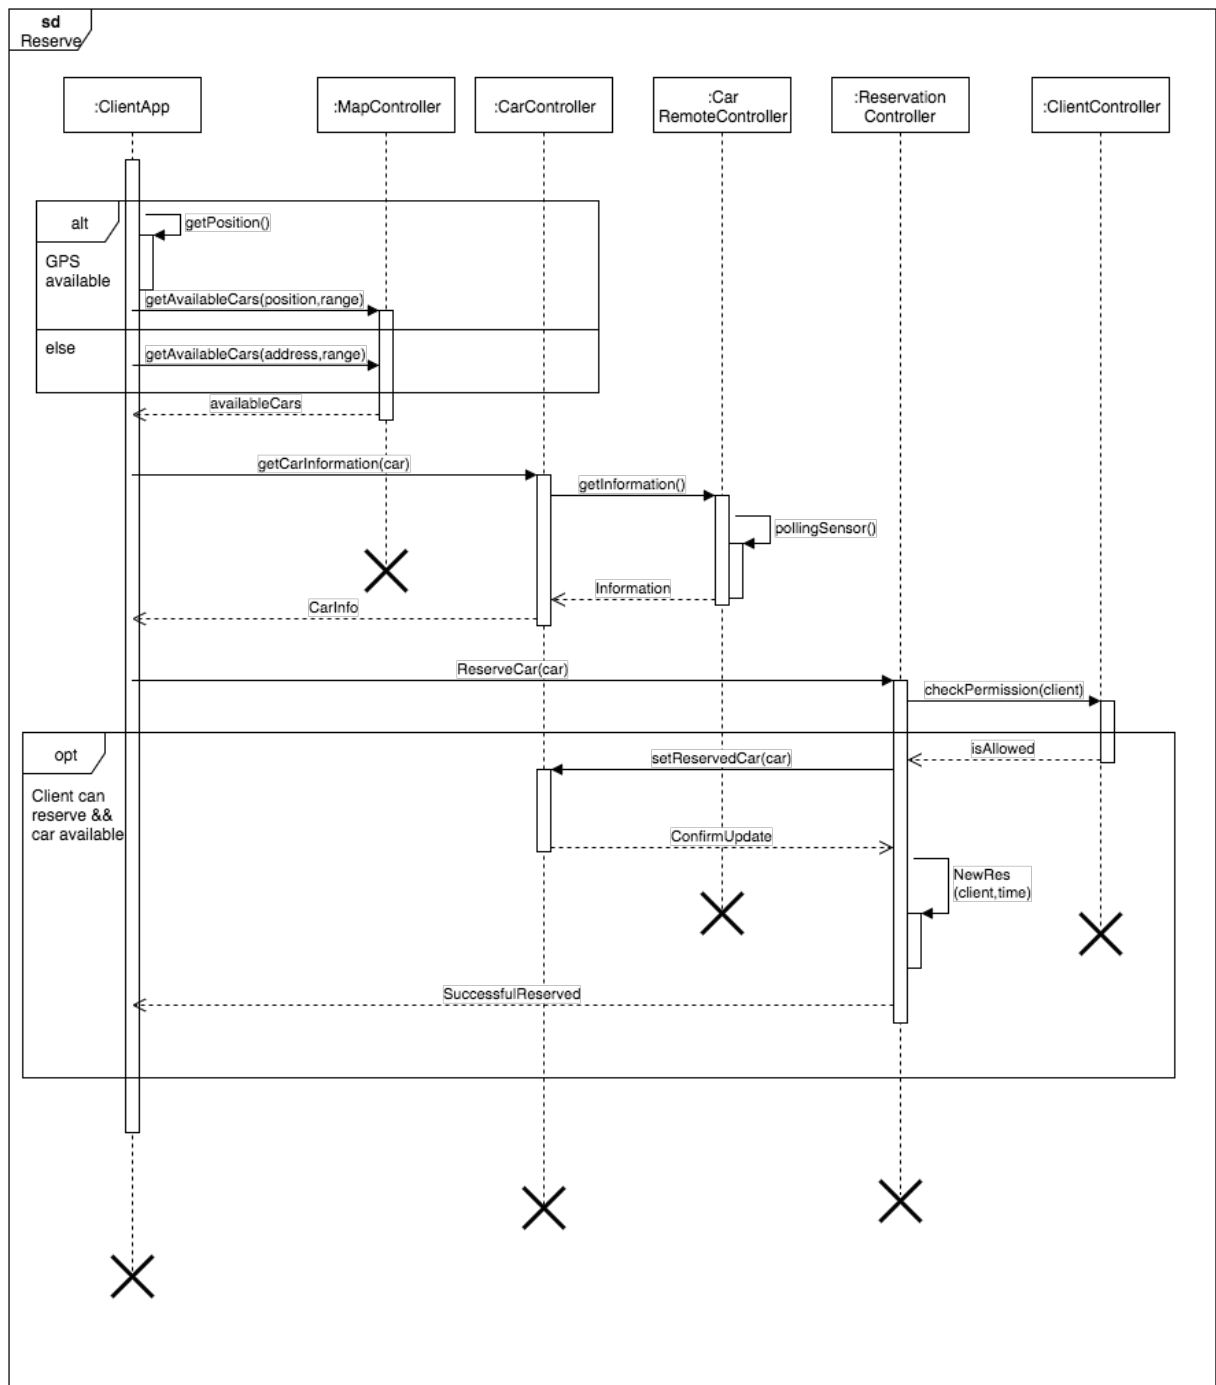 sd
Reserve
:ClientApp
:MapController
:CarController
:Car
RemoteController
:Reservation
Controller
:ClientController
alt
getPosition()
GPS
available
getAvailableCars(position,range)
else
getAvailableCars(address,range)
availableCars
getCarInformation(car)
getInformation()
pollingSensor()
Information
CarInfo
ReserveCar(car)
checkPermission(client)
opt
isAllowed
setReservedCar(car)
Client can
reserve &&
car available
ConfirmUpdate
NewRes
(client,time)
SuccessfulReserved